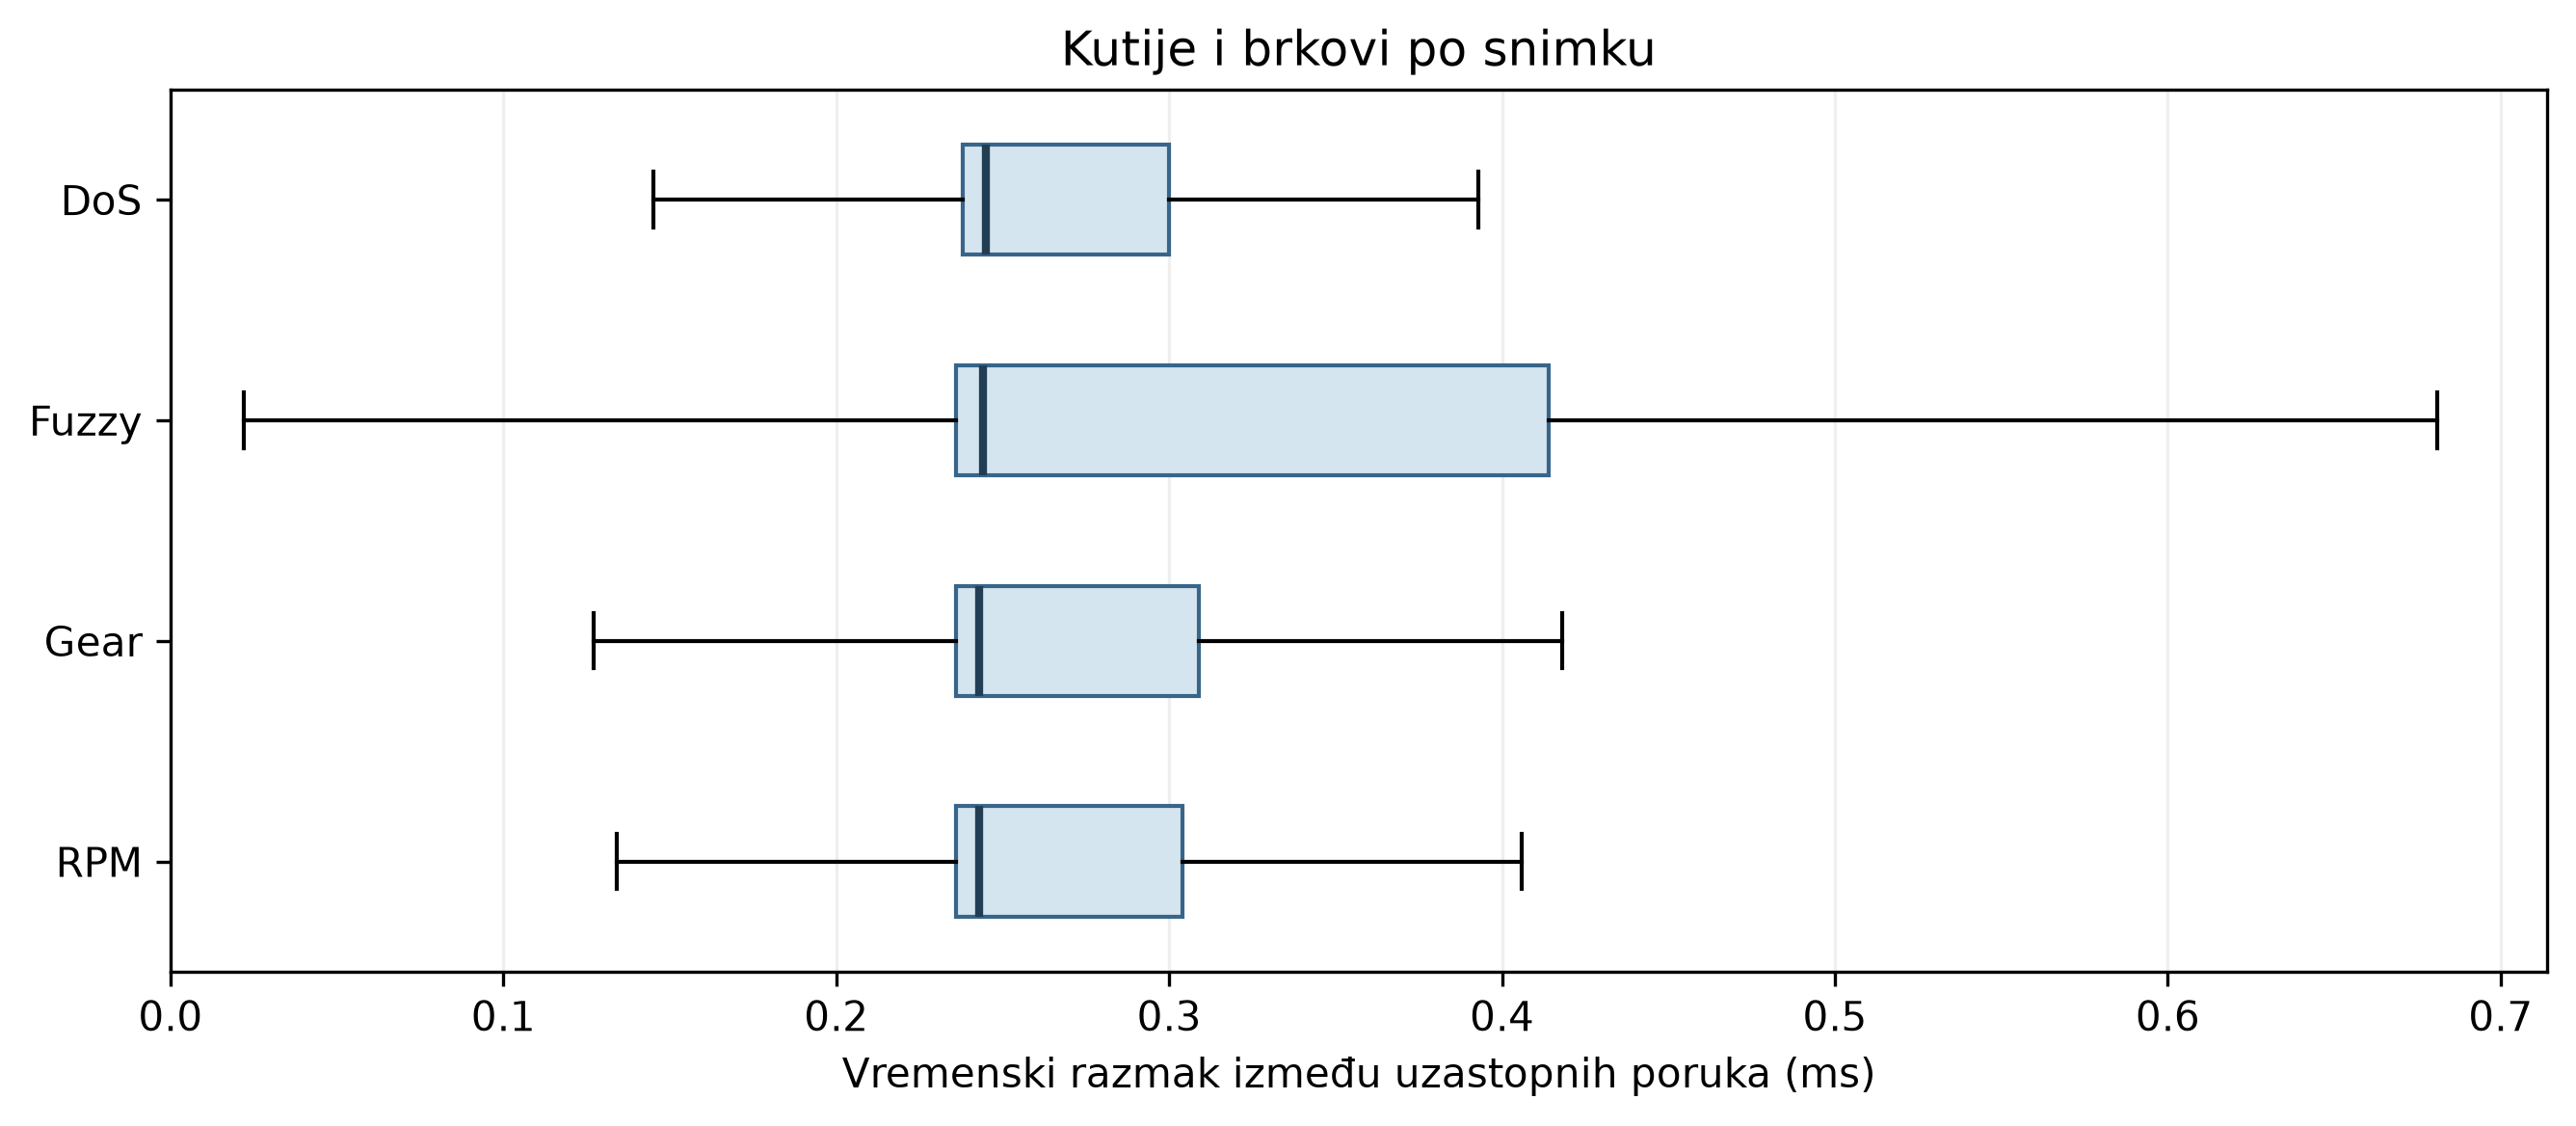 Kutije i brkovi po snimku
DoS
Fuzzy
Gear
RPM
0.0 0.1 0.2 0.3 0.4 0.5 0.6 0.7
Vremenski razmak između uzastopnih poruka (ms)